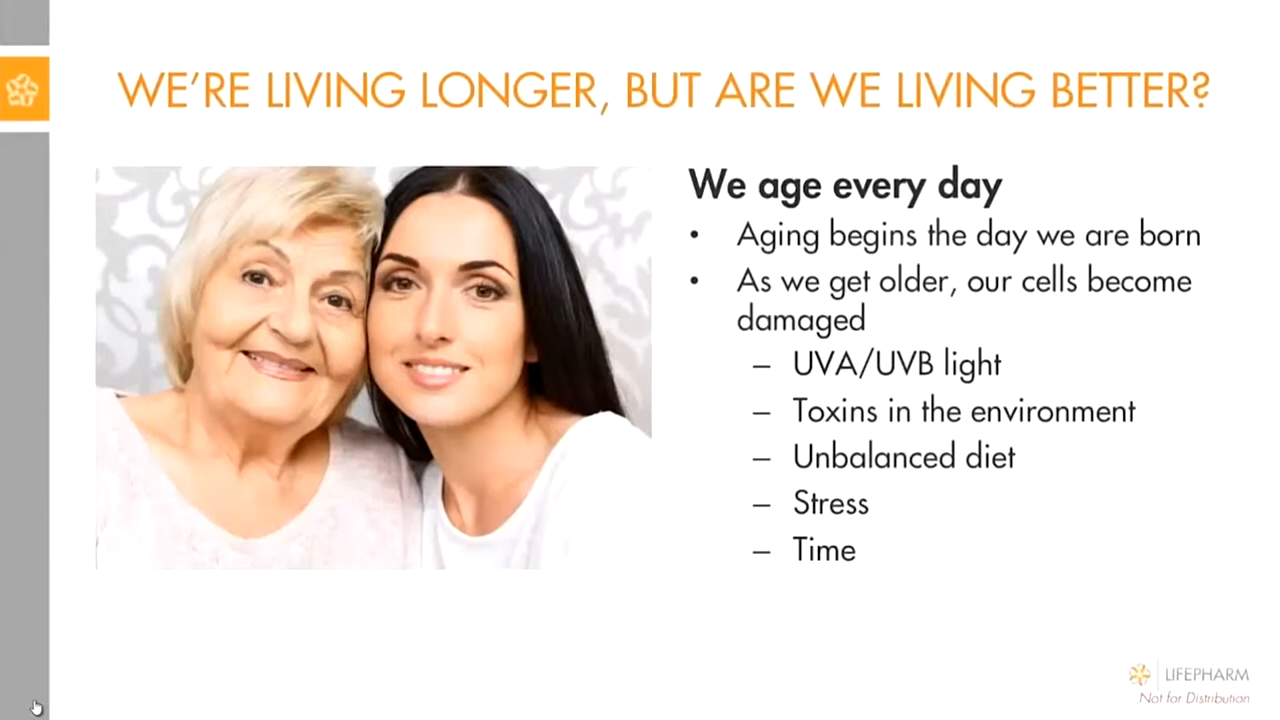 WE'RE LIVING LONGER, BUT ARE WE LIVING BETTER?
We age every day
• Aging begins the day we are born
• As we get older, our cells become
damaged
– UVA/UVB light
– Toxins in the environment
– Unbalanced diet
– Stress
– Time
LIFEPHARM
Not for Distribution